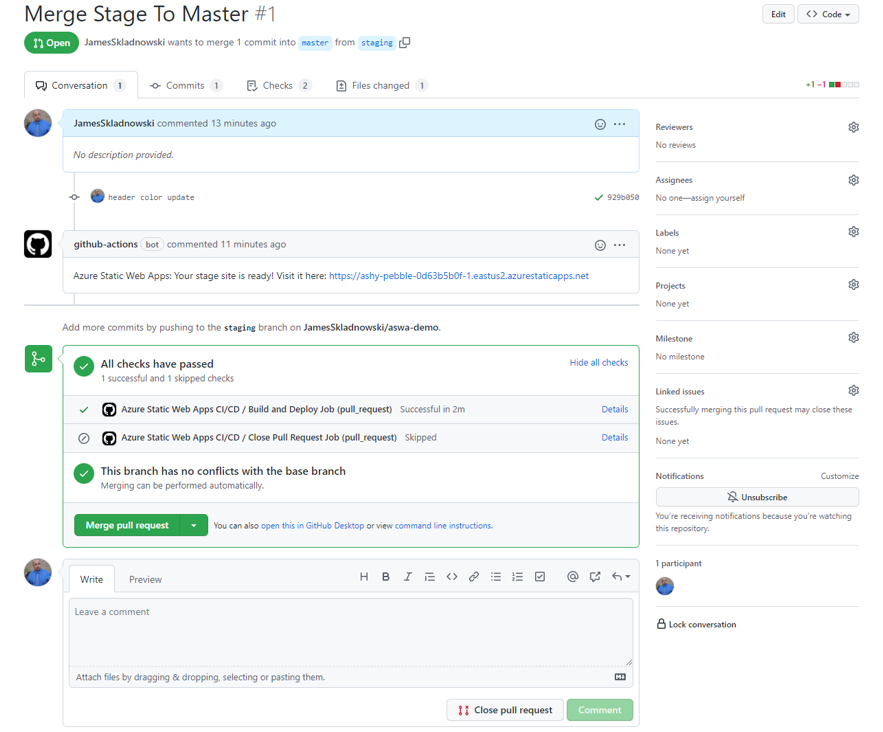 Merge Stage To Master #1
Edit
<> Code
Open
JamesSkladnowski wants to merge 1 commit into master from staging
Conversation 1
Commits 1
Checks 2
Files changed 1
+1 −1
JamesSkladnowski commented 13 minutes ago
No description provided.
header color update
929b050
github-actions bot commented 11 minutes ago
Azure Static Web Apps: Your stage site is ready! Visit it here: https://ashy-pebble-0d63b5b0f-1.eastus2.azurestaticapps.net
Add more commits by pushing to the staging branch on JamesSkladnowski/aswa-demo.
All checks have passed
1 successful and 1 skipped checks
Hide all checks
Azure Static Web Apps CI/CD / Build and Deploy Job (pull_request) Successful in 2m
Details
Azure Static Web Apps CI/CD / Close Pull Request Job (pull_request) Skipped
Details
This branch has no conflicts with the base branch
Merging can be performed automatically.
Merge pull request
You can also open this in GitHub Desktop or view command line instructions.
Write
Preview
Leave a comment
Attach files by dragging & dropping, selecting or pasting them.
Close pull request
Comment
Reviewers
No reviews
Assignees
No one—assign yourself
Labels
None yet
Projects
None yet
Milestone
No milestone
Linked issues
Successfully merging this pull request may close these
issues.
None yet
Notifications
Customize
Unsubscribe
You're receiving notifications because you're watching
this repository.
1 participant
Lock conversation